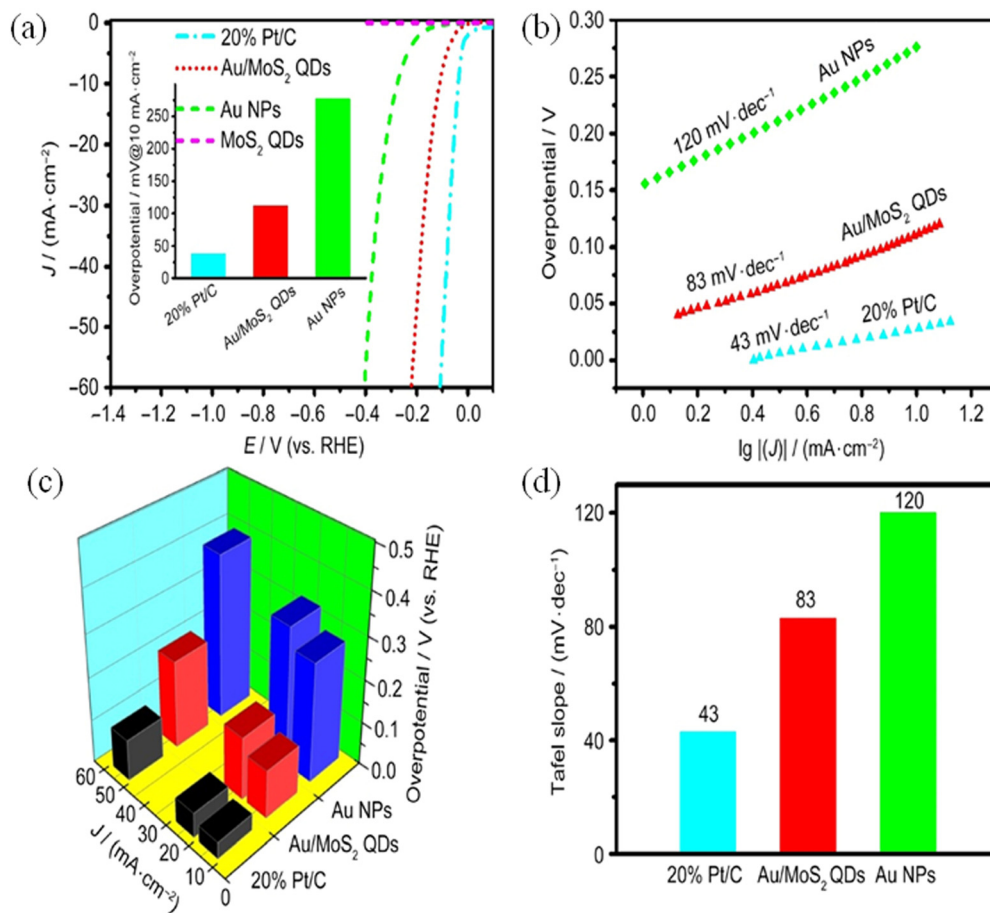 (a)
0
−10
−20
−30
−40
−50
−60
J / (mA·cm⁻²)
20% Pt/C
Au/MoS₂ QDs
Au NPs
MoS₂ QDs
Overpotential / mV@10 mA·cm⁻²
250
200
150
100
50
0
20% Pt/C
Au/MoS₂ QDs
Au NPs
−1.4 −1.2 −1.0 −0.8 −0.6 −0.4 −0.2 0.0
E / V (vs. RHE)
(b)
0.30
0.25
0.20
0.15
0.10
0.05
0.00
Overpotential / V
Au NPs
120 mV·dec⁻¹
Au/MoS₂ QDs
83 mV·dec⁻¹
20% Pt/C
43 mV·dec⁻¹
0.0 0.2 0.4 0.6 0.8 1.0 1.2
lg |(J)| / (mA·cm⁻²)
(c)
0.5
0.4
0.3
0.2
0.1
0.0
Overpotential / V (vs. RHE)
60
50
40
30
20
10
0
J / (mA·cm⁻²)
Au NPs
Au/MoS₂ QDs
20% Pt/C
(d)
120
80
40
0
Tafel slope / (mV·dec⁻¹)
43
83
120
20% Pt/C Au/MoS₂ QDs Au NPs